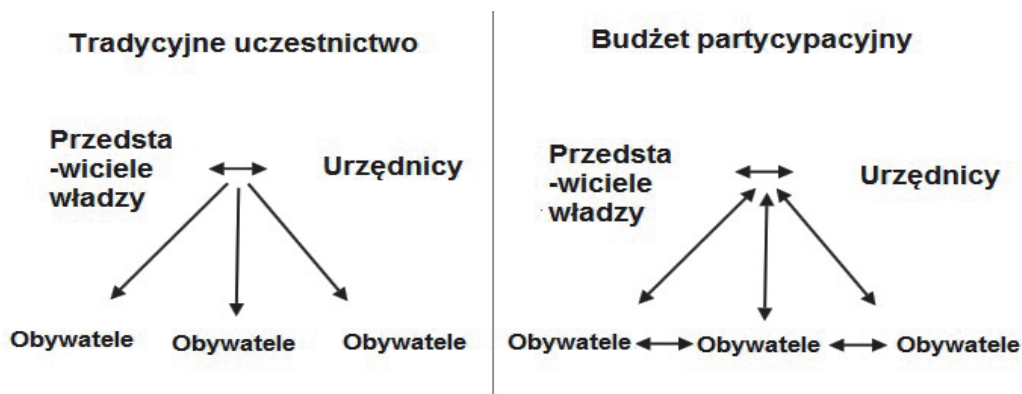 Tradycyjne uczestnictwo
Przedsta
-wiciele
władzy
Urzędnicy
Obywatele
Obywatele
Obywatele
Budżet partycypacyjny
Przedsta
-wiciele
władzy
Urzędnicy
Obywatele
Obywatele
Obywatele